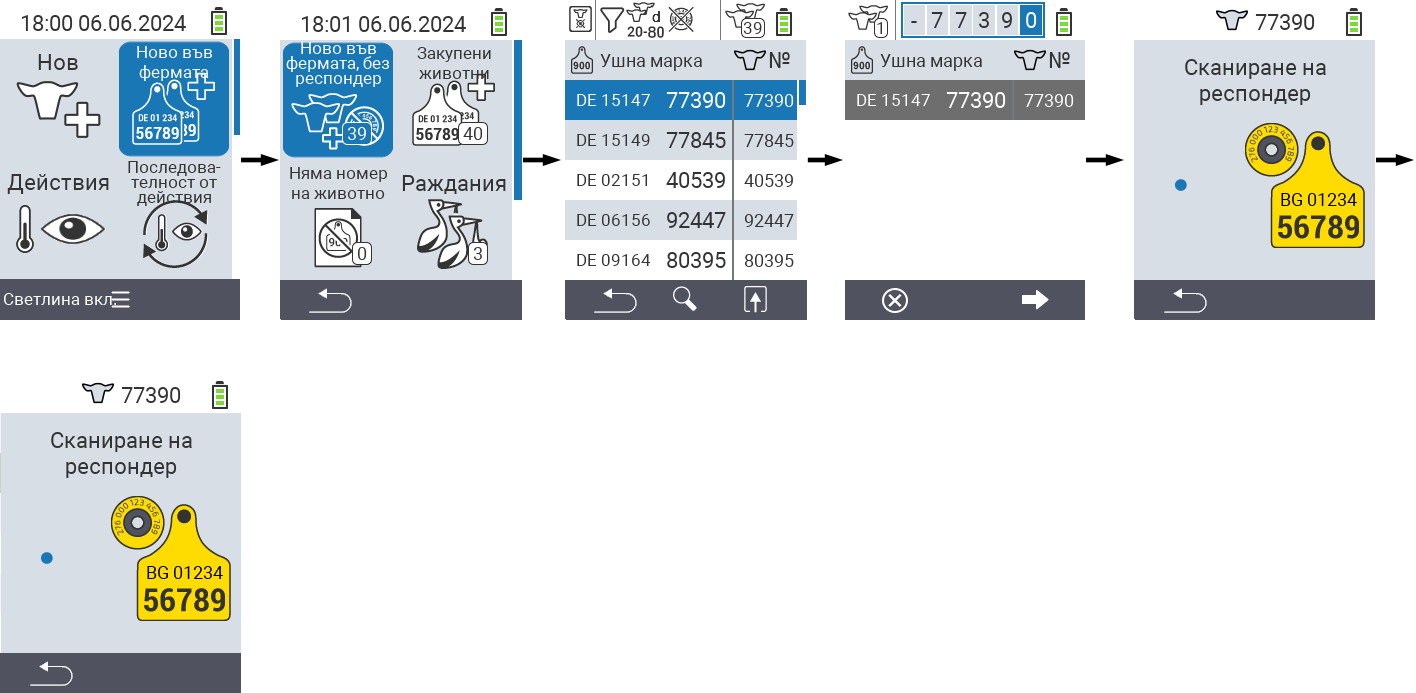 18:00 06.06.2024
Нов
Ново във
фермата
DE 01 234
234
56789
89
Действия
Последова-
телност от
действия
Светлина вкл.
18:01 06.06.2024
Ново във
фермата, без
респондер
39
Закупени
животни
DE 01 234
234
56789
40
Няма номер
на животно
0
Раждания
3
d
20-80
39
900 Ушна марка №
DE 15147 77390 77390
DE 15149 77845 77845
DE 02151 40539 40539
DE 06156 92447 92447
DE 09164 80395 80395
1 - 7 7 3 9 0
900 Ушна марка №
DE 15147 77390 77390
77390
Сканиране на
респондер
276 000 123 456 789
BG 01234
56789
77390
Сканиране на
респондер
276 000 123 456 789
BG 01234
56789